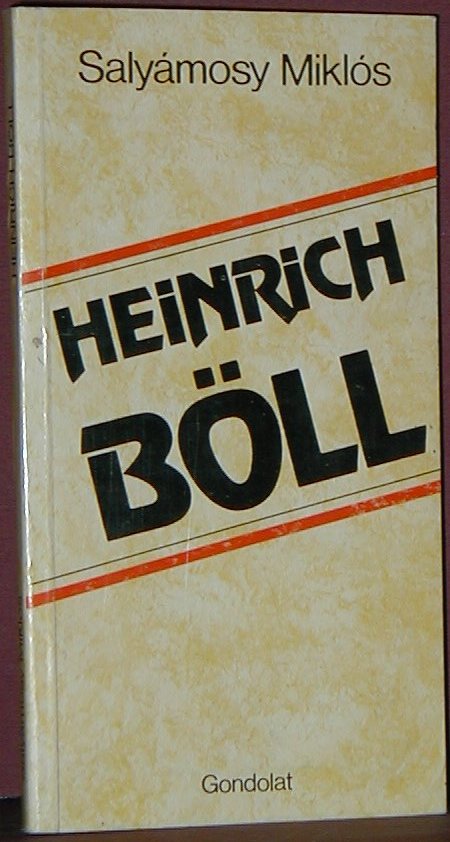 Salyámosy Miklós
HEiNRiCH
BÖLL
Gondolat